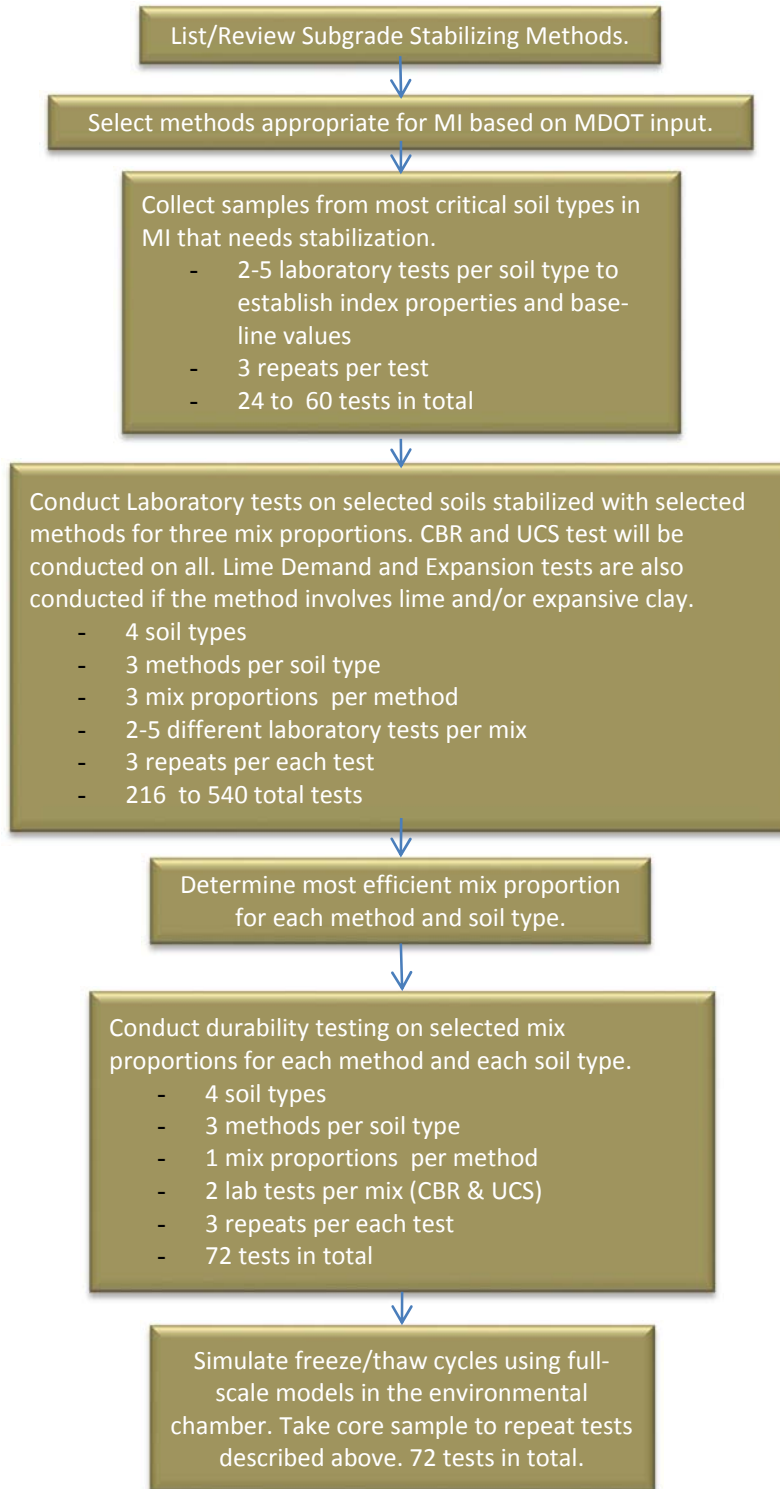 List/Review Subgrade Stabilizing Methods.
Select methods appropriate for MI based on MDOT input.
Collect samples from most critical soil types in
MI that needs stabilization.
- 2-5 laboratory tests per soil type to
establish index properties and base-
line values
- 3 repeats per test
- 24 to 60 tests in total
Conduct Laboratory tests on selected soils stabilized with selected
methods for three mix proportions. CBR and UCS test will be
conducted on all. Lime Demand and Expansion tests are also
conducted if the method involves lime and/or expansive clay.
- 4 soil types
- 3 methods per soil type
- 3 mix proportions per method
- 2-5 different laboratory tests per mix
- 3 repeats per each test
- 216 to 540 total tests
Determine most efficient mix proportion
for each method and soil type.
Conduct durability testing on selected mix
proportions for each method and each soil type.
- 4 soil types
- 3 methods per soil type
- 1 mix proportions per method
- 2 lab tests per mix (CBR & UCS)
- 3 repeats per each test
- 72 tests in total
Simulate freeze/thaw cycles using full-
scale models in the environmental
chamber. Take core sample to repeat tests
described above. 72 tests in total.